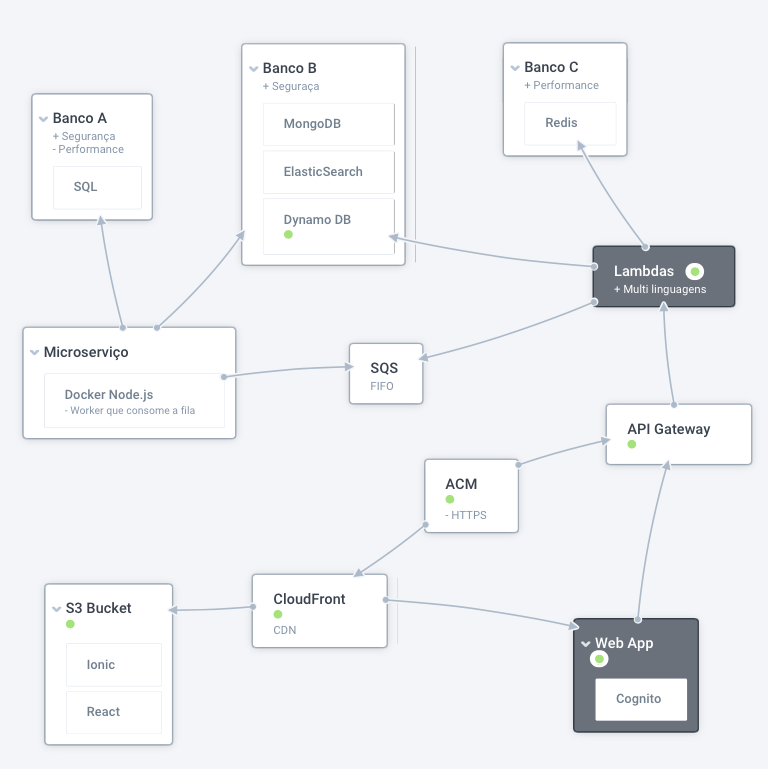 Banco A
+ Segurança
- Performance
SQL
Banco B
+ Seguraça
MongoDB
ElasticSearch
Dynamo DB
Banco C
+ Performance
Redis
Lambdas
+ Multi linguagens
Microserviço
Docker Node.js
- Worker que consome a fila
SQS
FIFO
API Gateway
ACM
- HTTPS
S3 Bucket
Ionic
React
CloudFront
CDN
Web App
Cognito